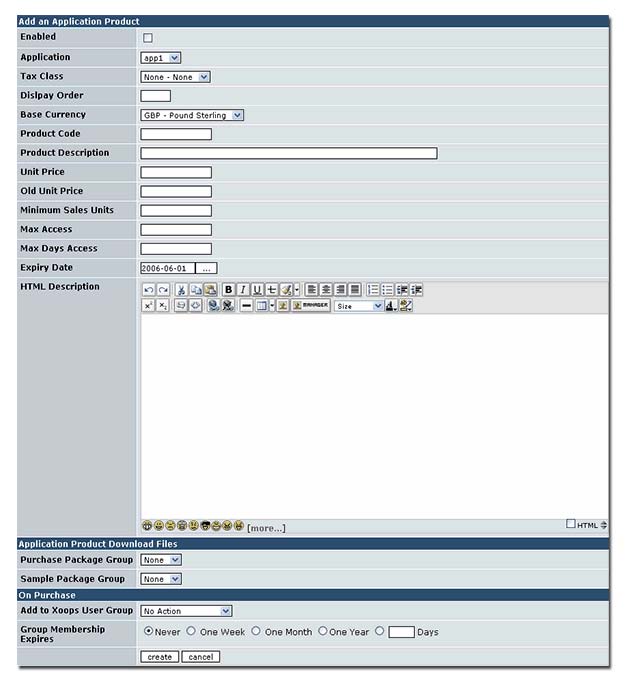 Add an Application Product
Enabled
Application app1
Tax Class None - None
Dislpay Order
Base Currency GBP - Pound Sterling
Product Code
Product Description
Unit Price
Old Unit Price
Minimum Sales Units
Max Access
Max Days Access
Expiry Date 2006-06-01 ...
HTML Description
B I U
x² x₂ MANAGER Size
[more...] HTML
Application Product Download Files
Purchase Package Group None
Sample Package Group None
On Purchase
Add to Xoops User Group No Action
Group Membership Expires Never One Week One Month One Year Days
create cancel